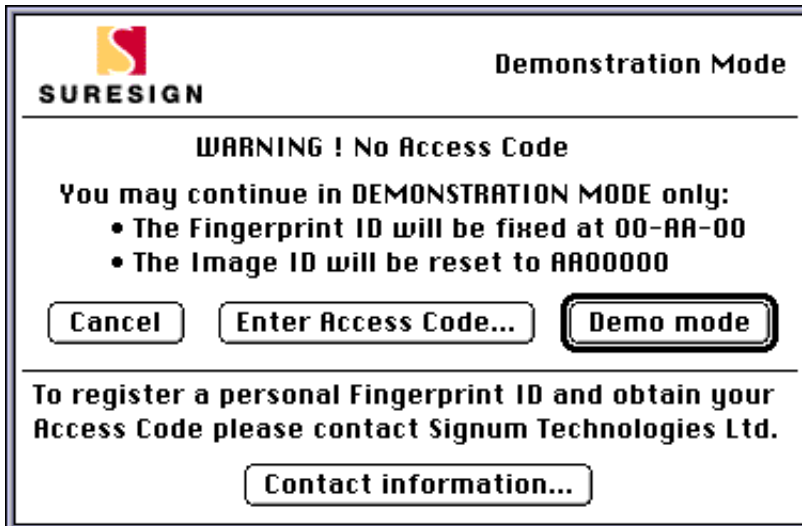 SURESIGN
Demonstration Mode
WARNING ! No Access Code
You may continue in DEMONSTRATION MODE only:
• The Fingerprint ID will be fixed at 00-AA-00
• The Image ID will be reset to AA00000
Cancel
Enter Access Code...
Demo mode
To register a personal Fingerprint ID and obtain your
Access Code please contact Signum Technologies Ltd.
Contact information...